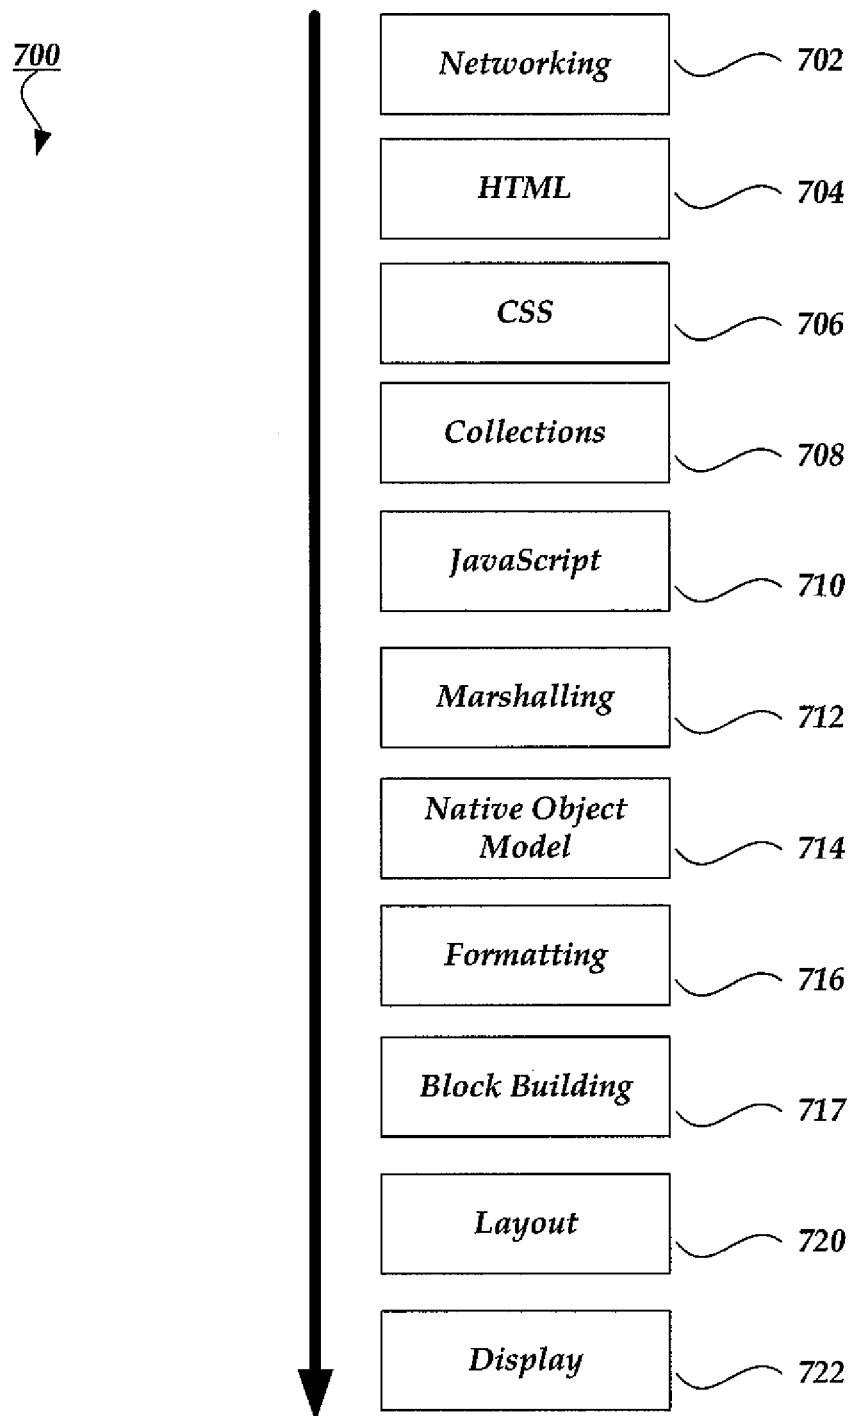 700
Networking 702
HTML 704
CSS 706
Collections 708
JavaScript 710
Marshalling 712
Native Object
Model 714
Formatting 716
Block Building 717
Layout 720
Display 722